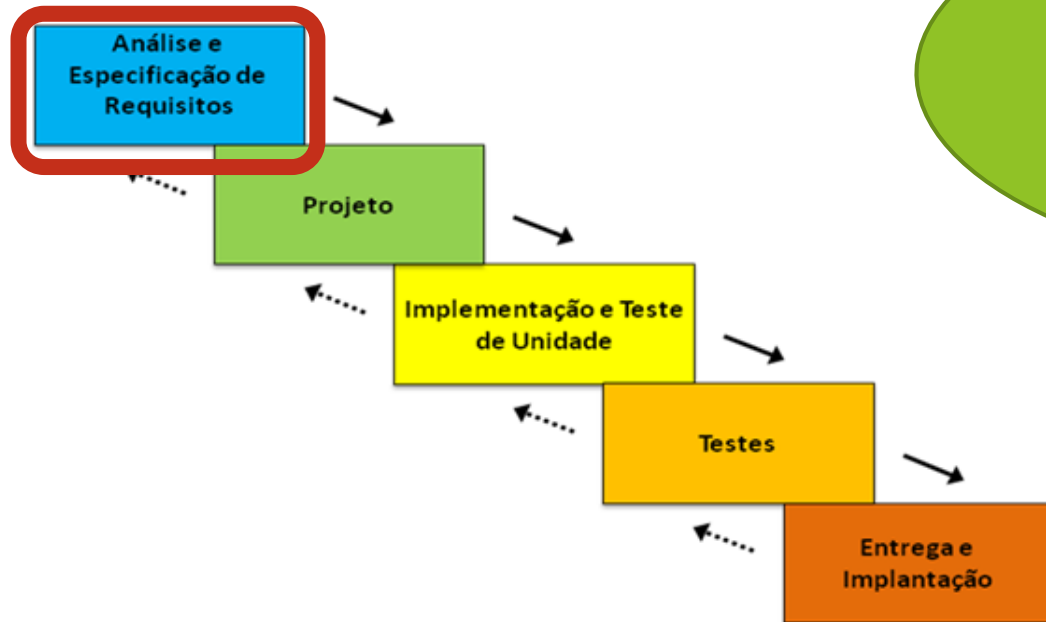 Análise e
Especificação de
Requisitos
Projeto
Implementação e Teste
de Unidade
Testes
Entrega e
Implantação